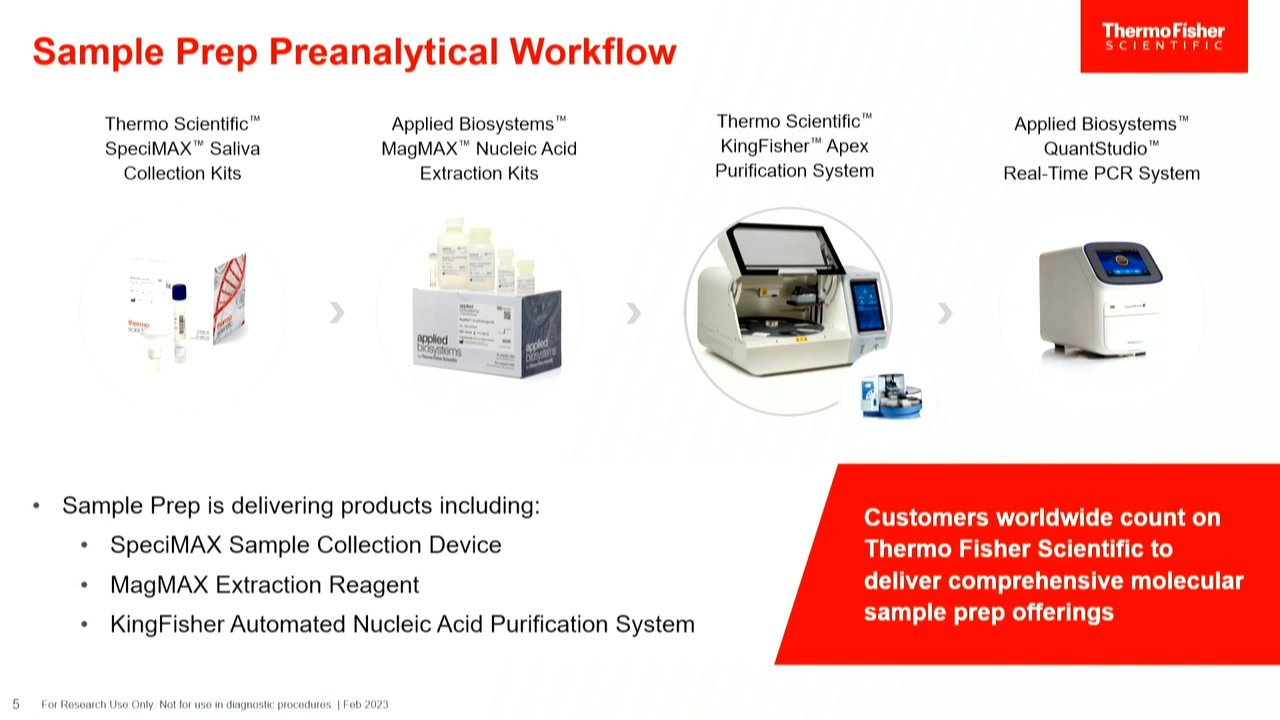 Sample Prep Preanalytical Workflow
ThermoFisher
SCIENTIFIC
Thermo Scientific™
SpeciMAX™ Saliva
Collection Kits
Applied Biosystems™
MagMAX™ Nucleic Acid
Extraction Kits
Thermo Scientific™
KingFisher™ Apex
Purification System
Applied Biosystems™
QuantStudio™
Real-Time PCR System
thermo
scientific
applied
biosystems
applied
biosystems
• Sample Prep is delivering products including:
• SpeciMAX Sample Collection Device
• MagMAX Extraction Reagent
• KingFisher Automated Nucleic Acid Purification System
Customers worldwide count on
Thermo Fisher Scientific to
deliver comprehensive molecular
sample prep offerings
5 For Research Use Only. Not for use in diagnostic procedures. | Feb 2023